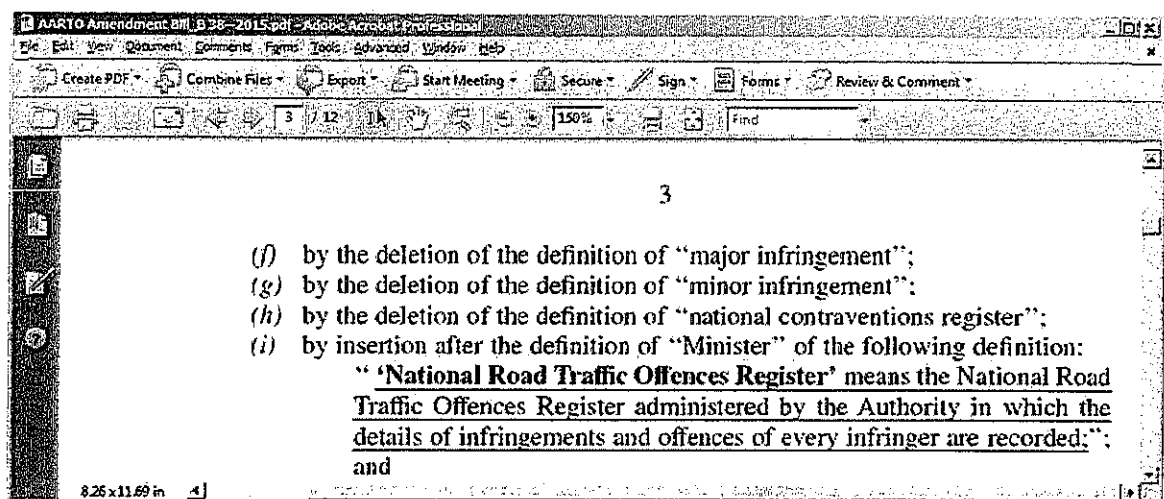 AARTO Amendment Bill_B 38--2015.pdf - Adobe Acrobat Professional
File Edit View Document Comments Forms Tools Advanced Window Help
Create PDF Combine Files Export Start Meeting Secure Sign Forms Review & Comment
3 / 12 150% Find
3
(f) by the deletion of the definition of “major infringement”;
(g) by the deletion of the definition of “minor infringement”;
(h) by the deletion of the definition of “national contraventions register”;
(i) by insertion after the definition of “Minister” of the following definition:
“ ‘National Road Traffic Offences Register’ means the National Road
Traffic Offences Register administered by the Authority in which the
details of infringements and offences of every infringer are recorded;”;
and
8.26 x 11.69 in